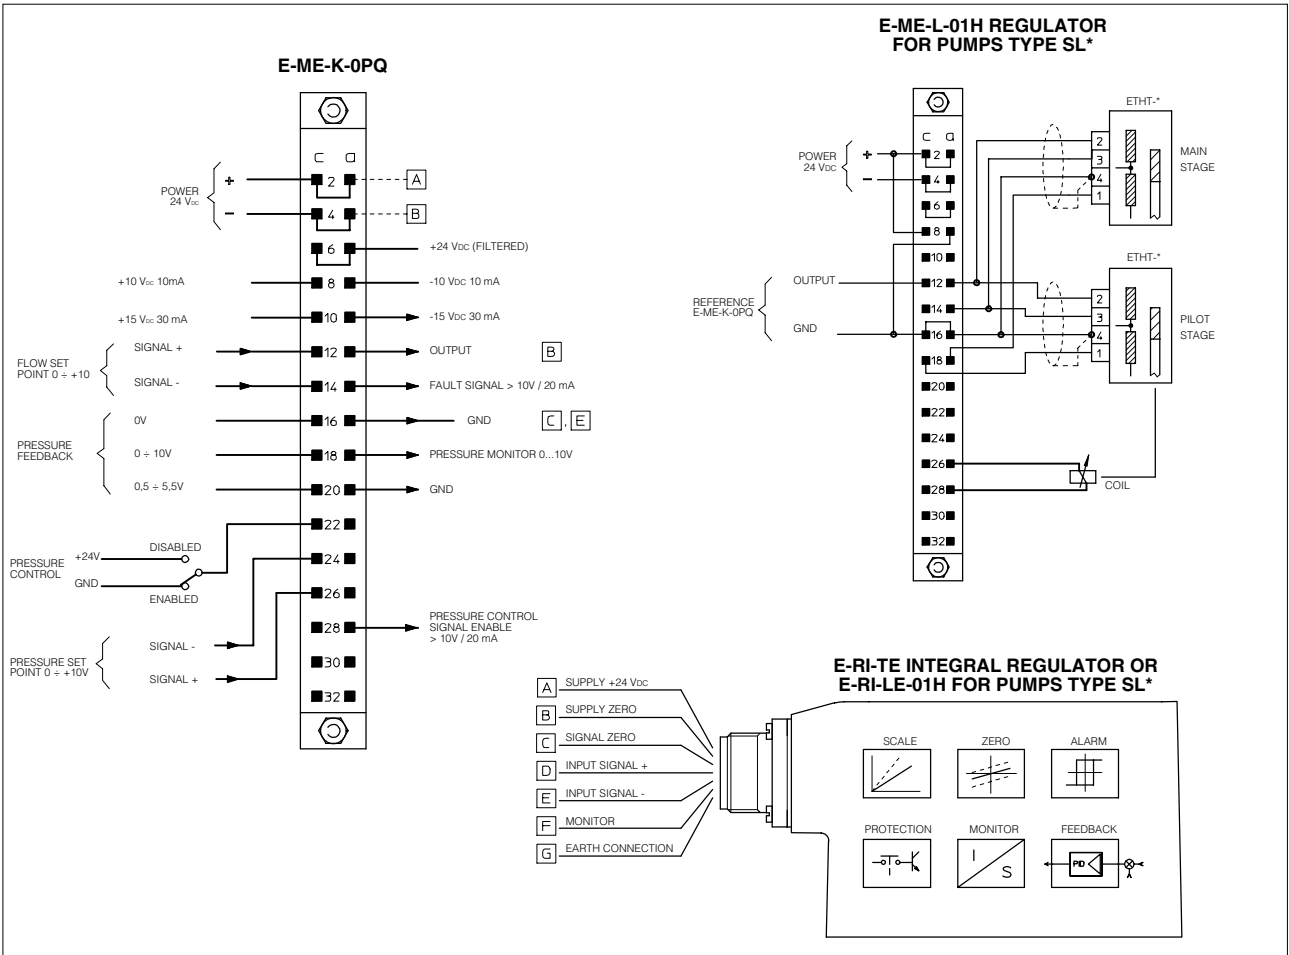 E-ME-K-0PQ
c a
POWER
24 VDC
+
2
A
-
4
B
6
+24 VDC (FILTERED)
+10 VDC 10mA
8
-10 VDC 10 mA
+15 VDC 30 mA
10
-15 VDC 30 mA
FLOW SET
POINT 0 ÷ +10
SIGNAL +
12
OUTPUT
B
SIGNAL -
14
FAULT SIGNAL > 10V / 20 mA
PRESSURE
FEEDBACK
0V
16
GND
C , E
0 ÷ 10V
18
PRESSURE MONITOR 0...10V
0,5 ÷ 5,5V
20
GND
22
PRESSURE
CONTROL
+24V
DISABLED
24
GND
ENABLED
26
28
PRESSURE CONTROL
SIGNAL ENABLE
> 10V / 20 mA
PRESSURE SET
POINT 0 ÷ +10V
SIGNAL -
30
SIGNAL +
32
E-ME-L-01H REGULATOR
FOR PUMPS TYPE SL*
c a
POWER
24 VDC
+
-
2
4
6
8
10
12
14
16
18
20
22
24
26
28
30
32
REFERENCE
E-ME-K-0PQ
OUTPUT
GND
ETHT-*
2
3
4
1
MAIN
STAGE
ETHT-*
2
3
4
1
PILOT
STAGE
COIL
E-RI-TE INTEGRAL REGULATOR OR
E-RI-LE-01H FOR PUMPS TYPE SL*
A SUPPLY +24 VDC
B SUPPLY ZERO
C SIGNAL ZERO
D INPUT SIGNAL +
E INPUT SIGNAL -
F MONITOR
G EARTH CONNECTION
SCALE
ZERO
ALARM
PROTECTION
MONITOR
I
S
FEEDBACK
PID